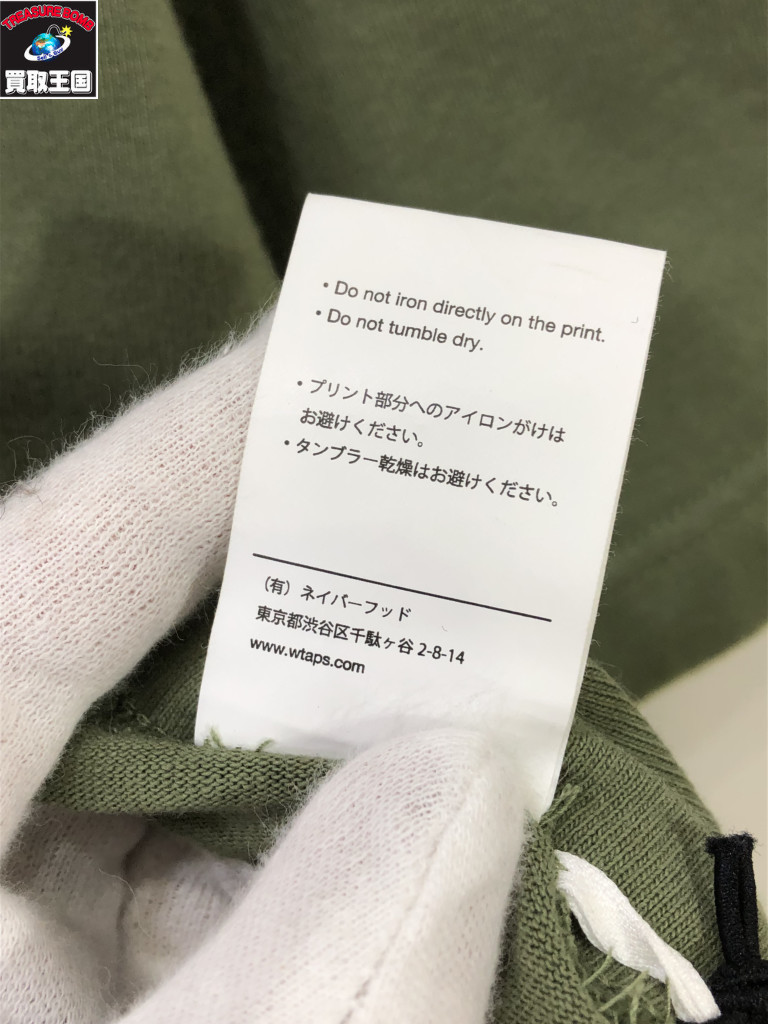 TREASURE BOMB
買取王国
• Do not iron directly on the print.
• Do not tumble dry.
• プリント部分へのアイロンがけは
お避けください。
• タンブラー乾燥はお避けください。
（有）ネイバーフッド
東京都渋谷区千駄ヶ谷 2-8-14
www.wtaps.com